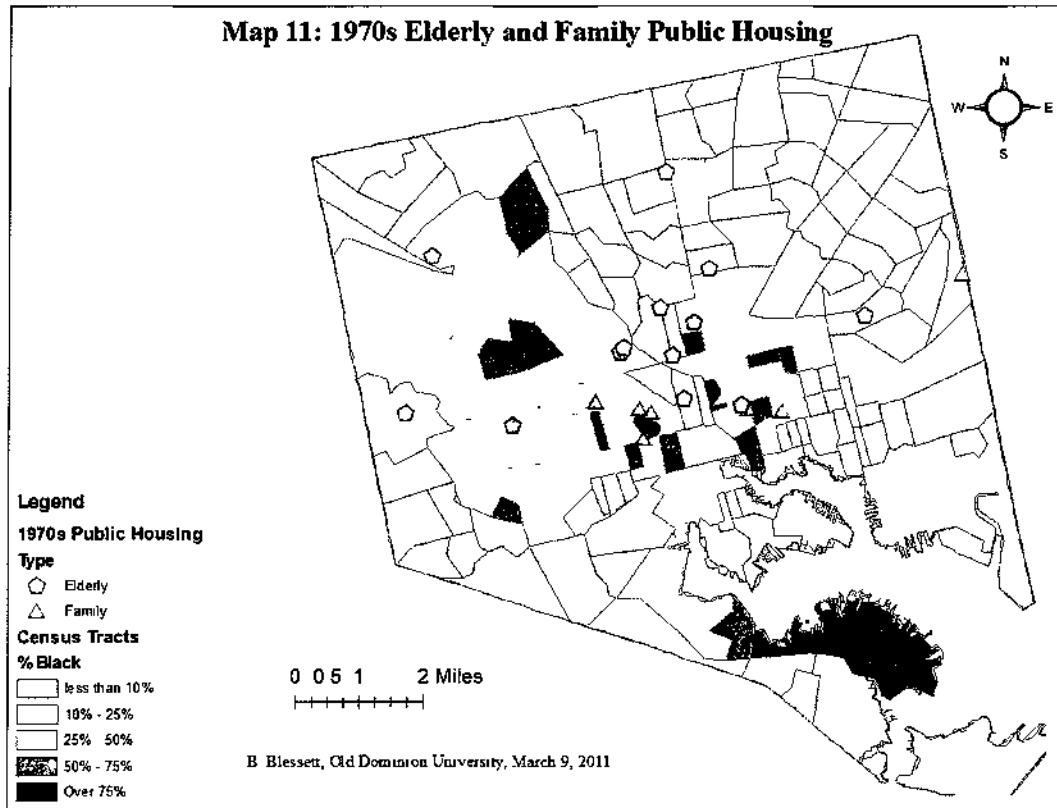 Map 11: 1970s Elderly and Family Public Housing
N
W E
S
Legend
1970s Public Housing
Type
Elderly
Family
Census Tracts
% Black
less than 10%
10% - 25%
25% 50%
50% - 75%
Over 75%
0 0 5 1 2 Miles
B Blessett, Old Dominion University, March 9, 2011